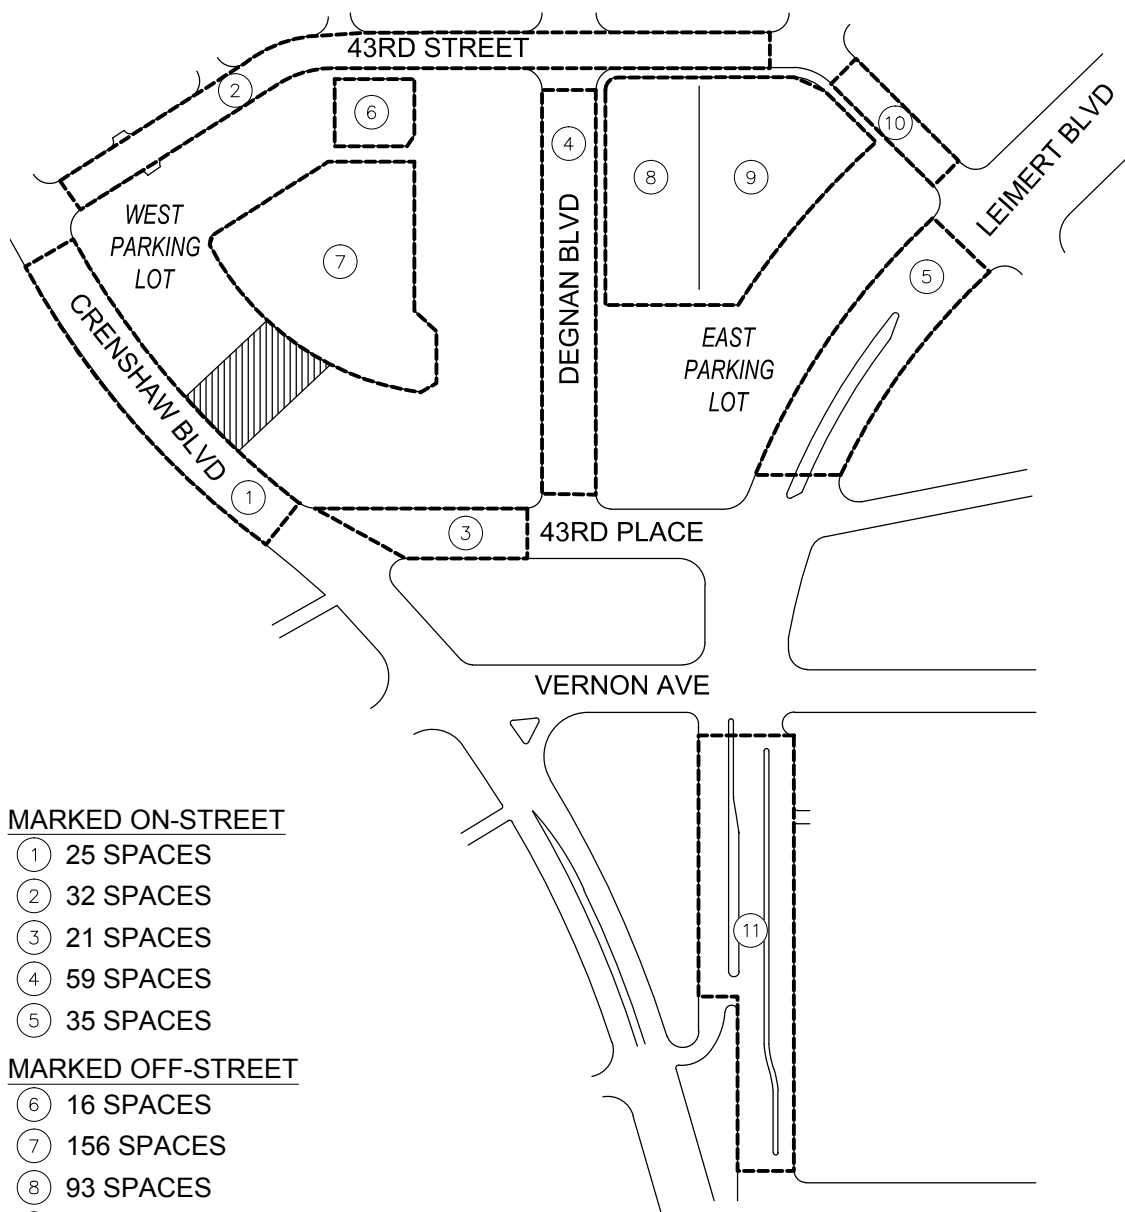 43RD STREET
2
6
4
10
LEIMERT BLVD
8
9
WEST
PARKING
LOT
7
DEGNAN BLVD
5
CRENSHAW BLVD
EAST
PARKING
LOT
1
3
43RD PLACE
VERNON AVE
11
MARKED ON-STREET
1 25 SPACES
2 32 SPACES
3 21 SPACES
4 59 SPACES
5 35 SPACES
MARKED OFF-STREET
6 16 SPACES
7 156 SPACES
8 93 SPACES